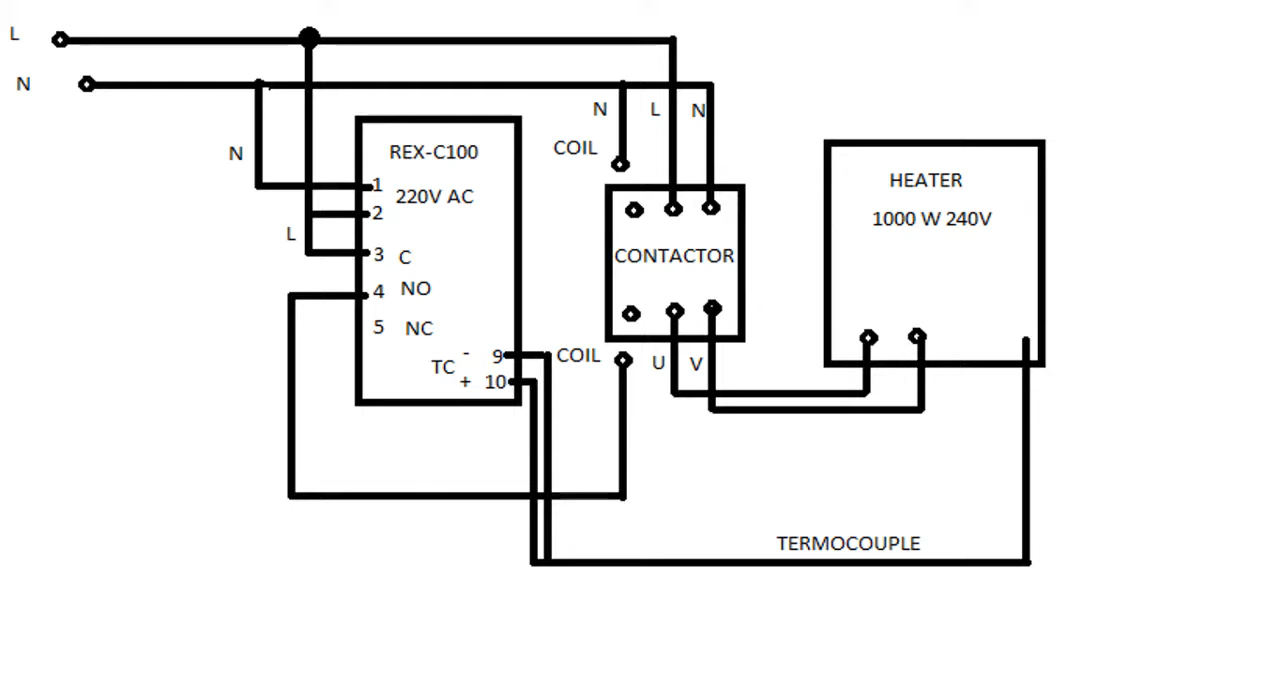 L
N
N
L
N
COIL
N
REX-C100
220V AC
1
2
L
3 C
4 NO
5 NC
- 9
TC
+ 10
CONTACTOR
COIL
U
V
HEATER
1000 W 240V
TERMOCOUPLE